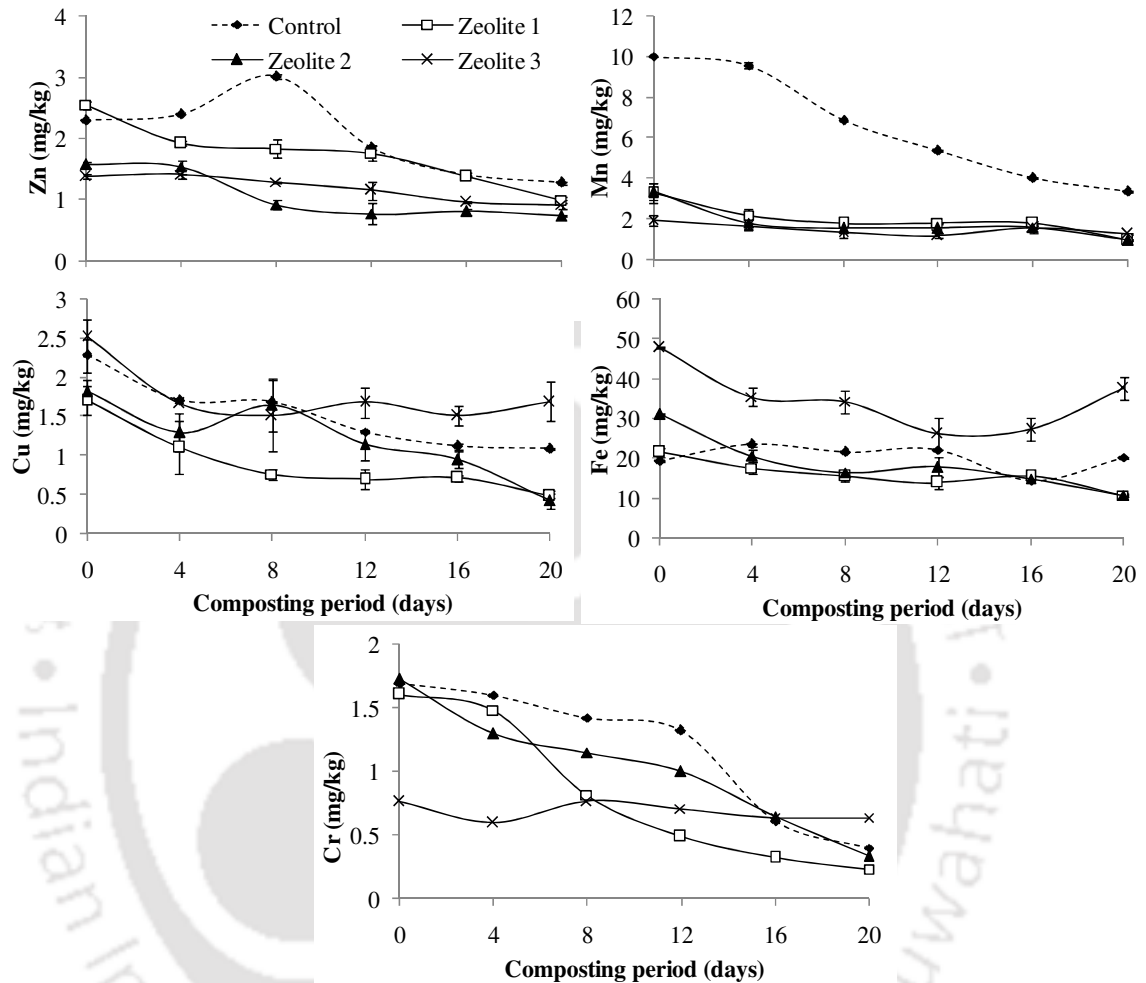 Control
Zeolite 1
Zeolite 2
Zeolite 3
Zn (mg/kg)
4
3
2
1
0
Mn (mg/kg)
12
10
8
6
4
2
0
Cu (mg/kg)
3
2.5
2
1.5
1
0.5
0
0 4 8 12 16 20
Composting period (days)
Fe (mg/kg)
60
50
40
30
20
10
0
0 4 8 12 16 20
Composting period (days)
Cr (mg/kg)
2
1.5
1
0.5
0
0 4 8 12 16 20
Composting period (days)
Indian In
uwahati